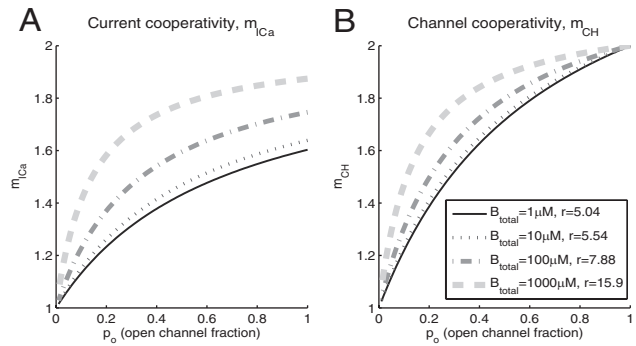 A
Current cooperativity, m_ICa
2
1.8
1.6
1.4
1.2
1
m_ICa
0
0.2
0.4
0.6
0.8
1
p_o (open channel fraction)
B
Channel cooperativity, m_CH
2
1.8
1.6
1.4
1.2
1
m_CH
B_total=1μM, r=5.04
B_total=10μM, r=5.54
B_total=100μM, r=7.88
B_total=1000μM, r=15.9
0
0.2
0.4
0.6
0.8
1
p_o (open channel fraction)